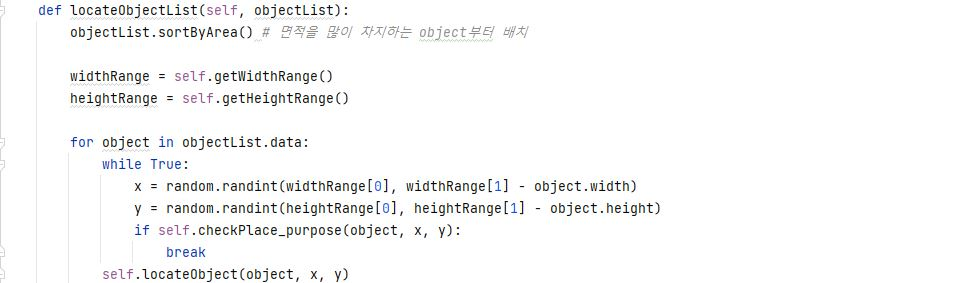 def locateObjectList(self, objectList):
    objectList.sortByArea() # 면적을 많이 차지하는 object부터 배치
    widthRange = self.getWidthRange()
    heightRange = self.getHeightRange()
    for object in objectList.data:
        while True:
            x = random.randint(widthRange[0], widthRange[1] - object.width)
            y = random.randint(heightRange[0], heightRange[1] - object.height)
            if self.checkPlace_purpose(object, x, y):
                break
        self.locateObject(object, x, y)